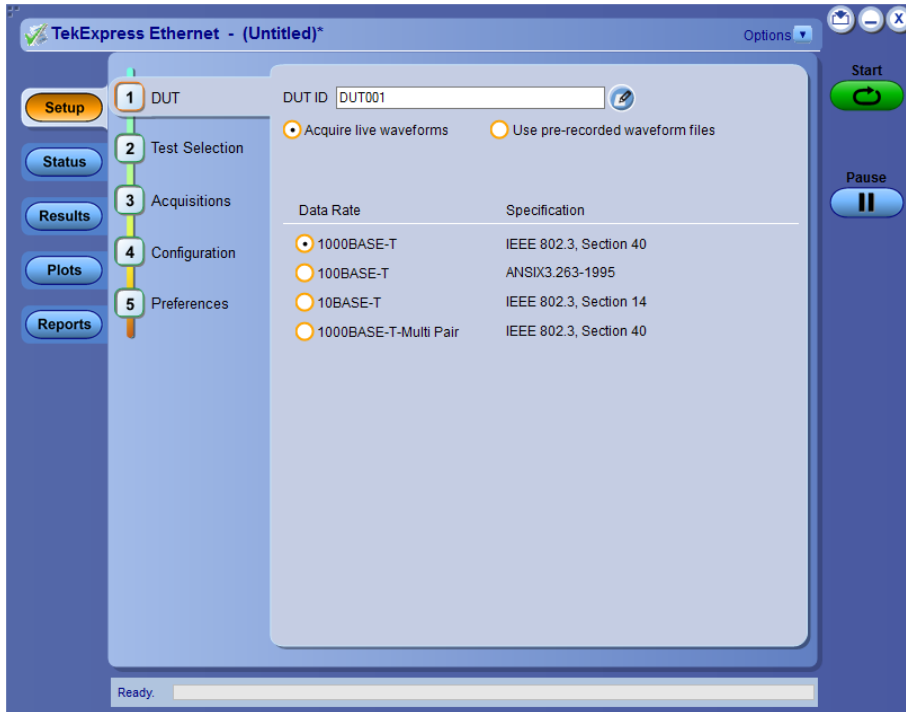 TekExpress Ethernet - (Untitled)*
Options
Start
Pause
Setup
Status
Results
Plots
Reports
1 DUT
2 Test Selection
3 Acquisitions
4 Configuration
5 Preferences
DUT ID DUT001
Acquire live waveforms Use pre-recorded waveform files
Data Rate Specification
1000BASE-T IEEE 802.3, Section 40
100BASE-T ANSIX3.263-1995
10BASE-T IEEE 802.3, Section 14
1000BASE-T-Multi Pair IEEE 802.3, Section 40
Ready.